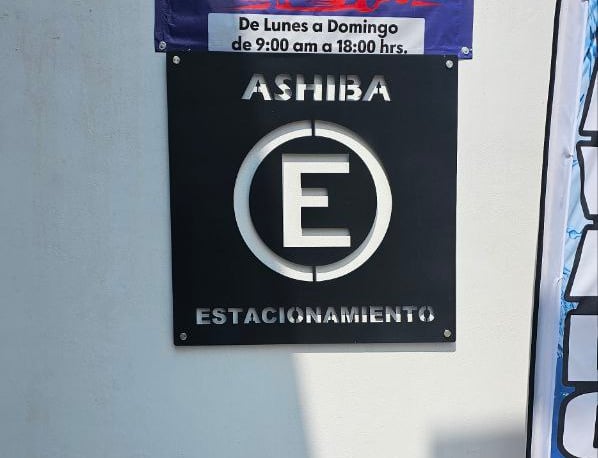 De Lunes a Domingo
de 9:00 am a 18:00 hrs.
ASHIBA
E
ESTACIONAMIENTO